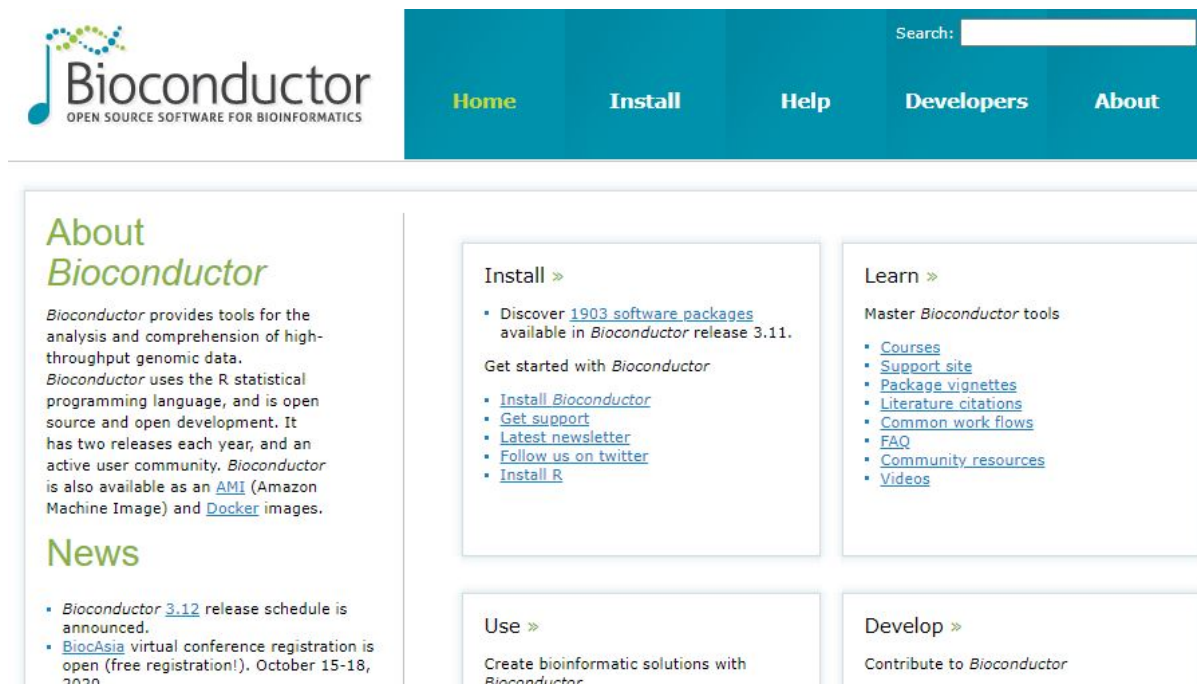 Bioconductor
OPEN SOURCE SOFTWARE FOR BIOINFORMATICS
Search:
Home
Install
Help
Developers
About
About
Bioconductor
Bioconductor provides tools for the
analysis and comprehension of high-
throughput genomic data.
Bioconductor uses the R statistical
programming language, and is open
source and open development. It
has two releases each year, and an
active user community. Bioconductor
is also available as an AMI (Amazon
Machine Image) and Docker images.
News
Bioconductor 3.12 release schedule is
announced.
BiocAsia virtual conference registration is
open (free registration!). October 15-18,
Install »
Discover 1903 software packages
available in Bioconductor release 3.11.
Get started with Bioconductor
Install Bioconductor
Get support
Latest newsletter
Follow us on twitter
Install R
Learn »
Master Bioconductor tools
Courses
Support site
Package vignettes
Literature citations
Common work flows
FAQ
Community resources
Videos
Use »
Create bioinformatic solutions with
Bioconductor
Develop »
Contribute to Bioconductor